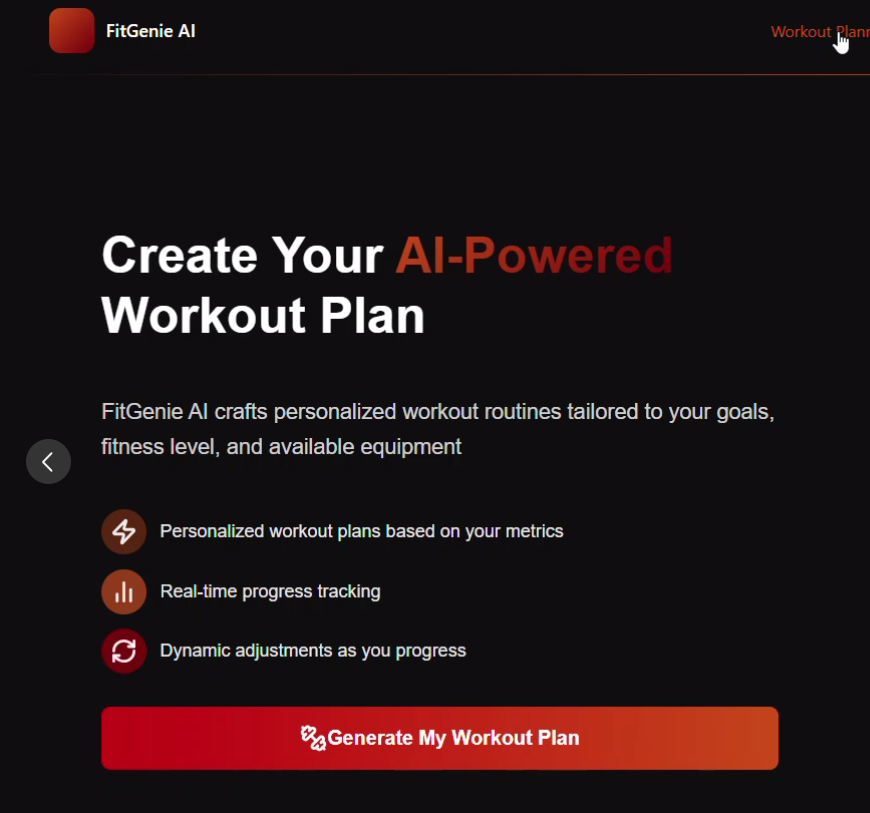 FitGenie AI
Workout
Create Your AI-Powered
Workout Plan
FitGenie AI crafts personalized workout routines tailored to your goals,
fitness level, and available equipment
Personalized workout plans based on your metrics
Real-time progress tracking
Dynamic adjustments as you progress
Generate My Workout Plan